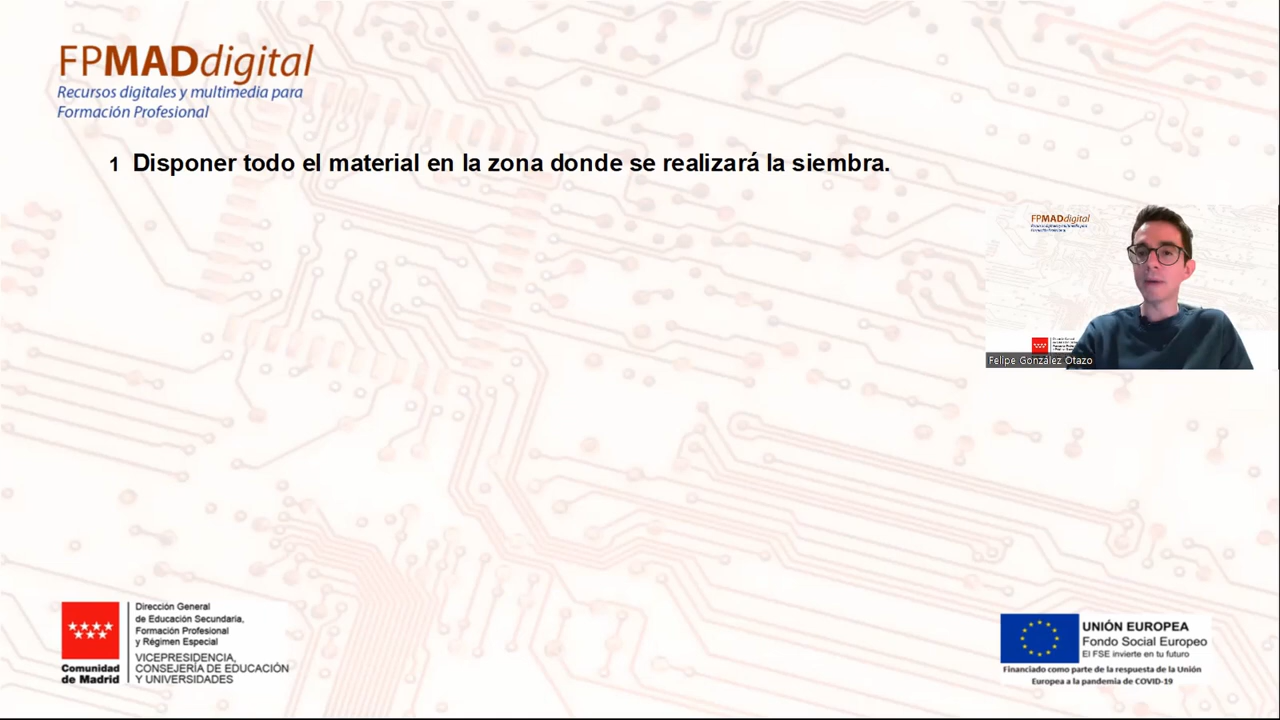 FPMADdigital
Recursos digitales y multimedia para
Formación Profesional
1 Disponer todo el material en la zona donde se realizará la siembra.
FPMADdigital
Felipe González Otazo
Dirección General
de Educación Secundaria,
Formación Profesional
y Régimen Especial
VICEPRESIDENCIA,
CONSEJERÍA DE EDUCACIÓN
Y UNIVERSIDADES
Comunidad
de Madrid
UNIÓN EUROPEA
Fondo Social Europeo
El FSE invierte en tu futuro
Financiado como parte de la respuesta de la Unión
Europea a la pandemia de COVID-19